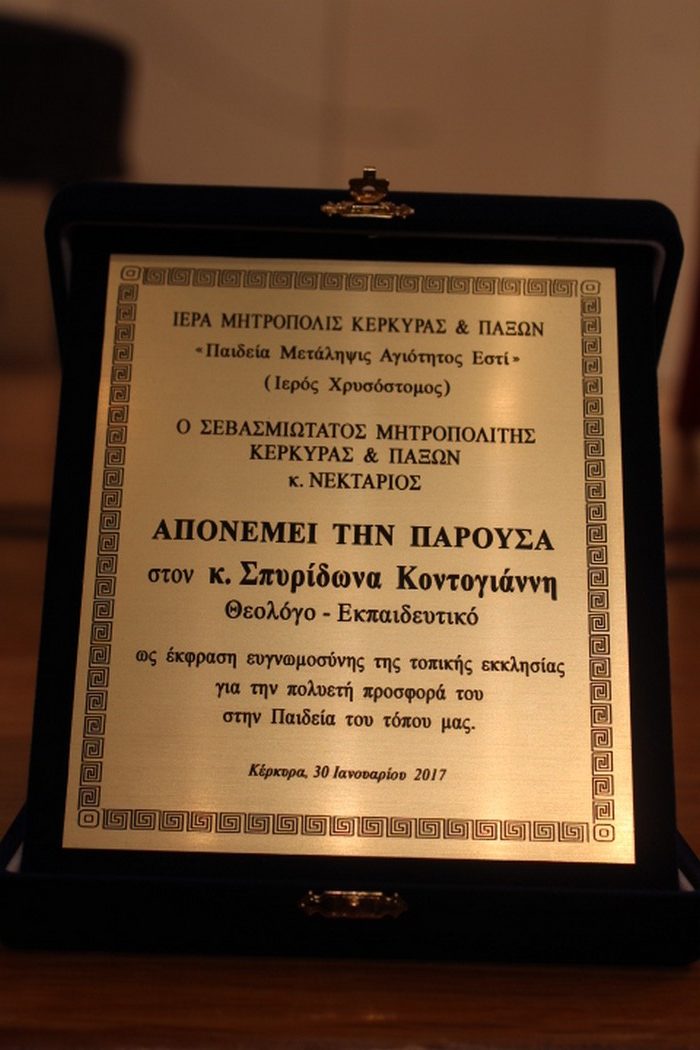 ΙΕΡΑ ΜΗΤΡΟΠΟΛΙΣ ΚΕΡΚΥΡΑΣ & ΠΑΞΩΝ
«Παιδεία Μετάληψις Αγιότητος Εστί»
(Ιερός Χρυσόστομος)
Ο ΣΕΒΑΣΜΙΩΤΑΤΟΣ ΜΗΤΡΟΠΟΛΙΤΗΣ
ΚΕΡΚΥΡΑΣ & ΠΑΞΩΝ
κ. ΝΕΚΤΑΡΙΟΣ
ΑΠΟΝΕΜΕΙ ΤΗΝ ΠΑΡΟΥΣΑ
στον κ. Σπυρίδωνα Κοντογιάννη
Θεολόγο - Εκπαιδευτικό
ως έκφραση ευγνωμοσύνης της τοπικής εκκλησίας
για την πολυετή προσφορά του
στην Παιδεία του τόπου μας.
Κέρκυρα, 30 Ιανουαρίου 2017